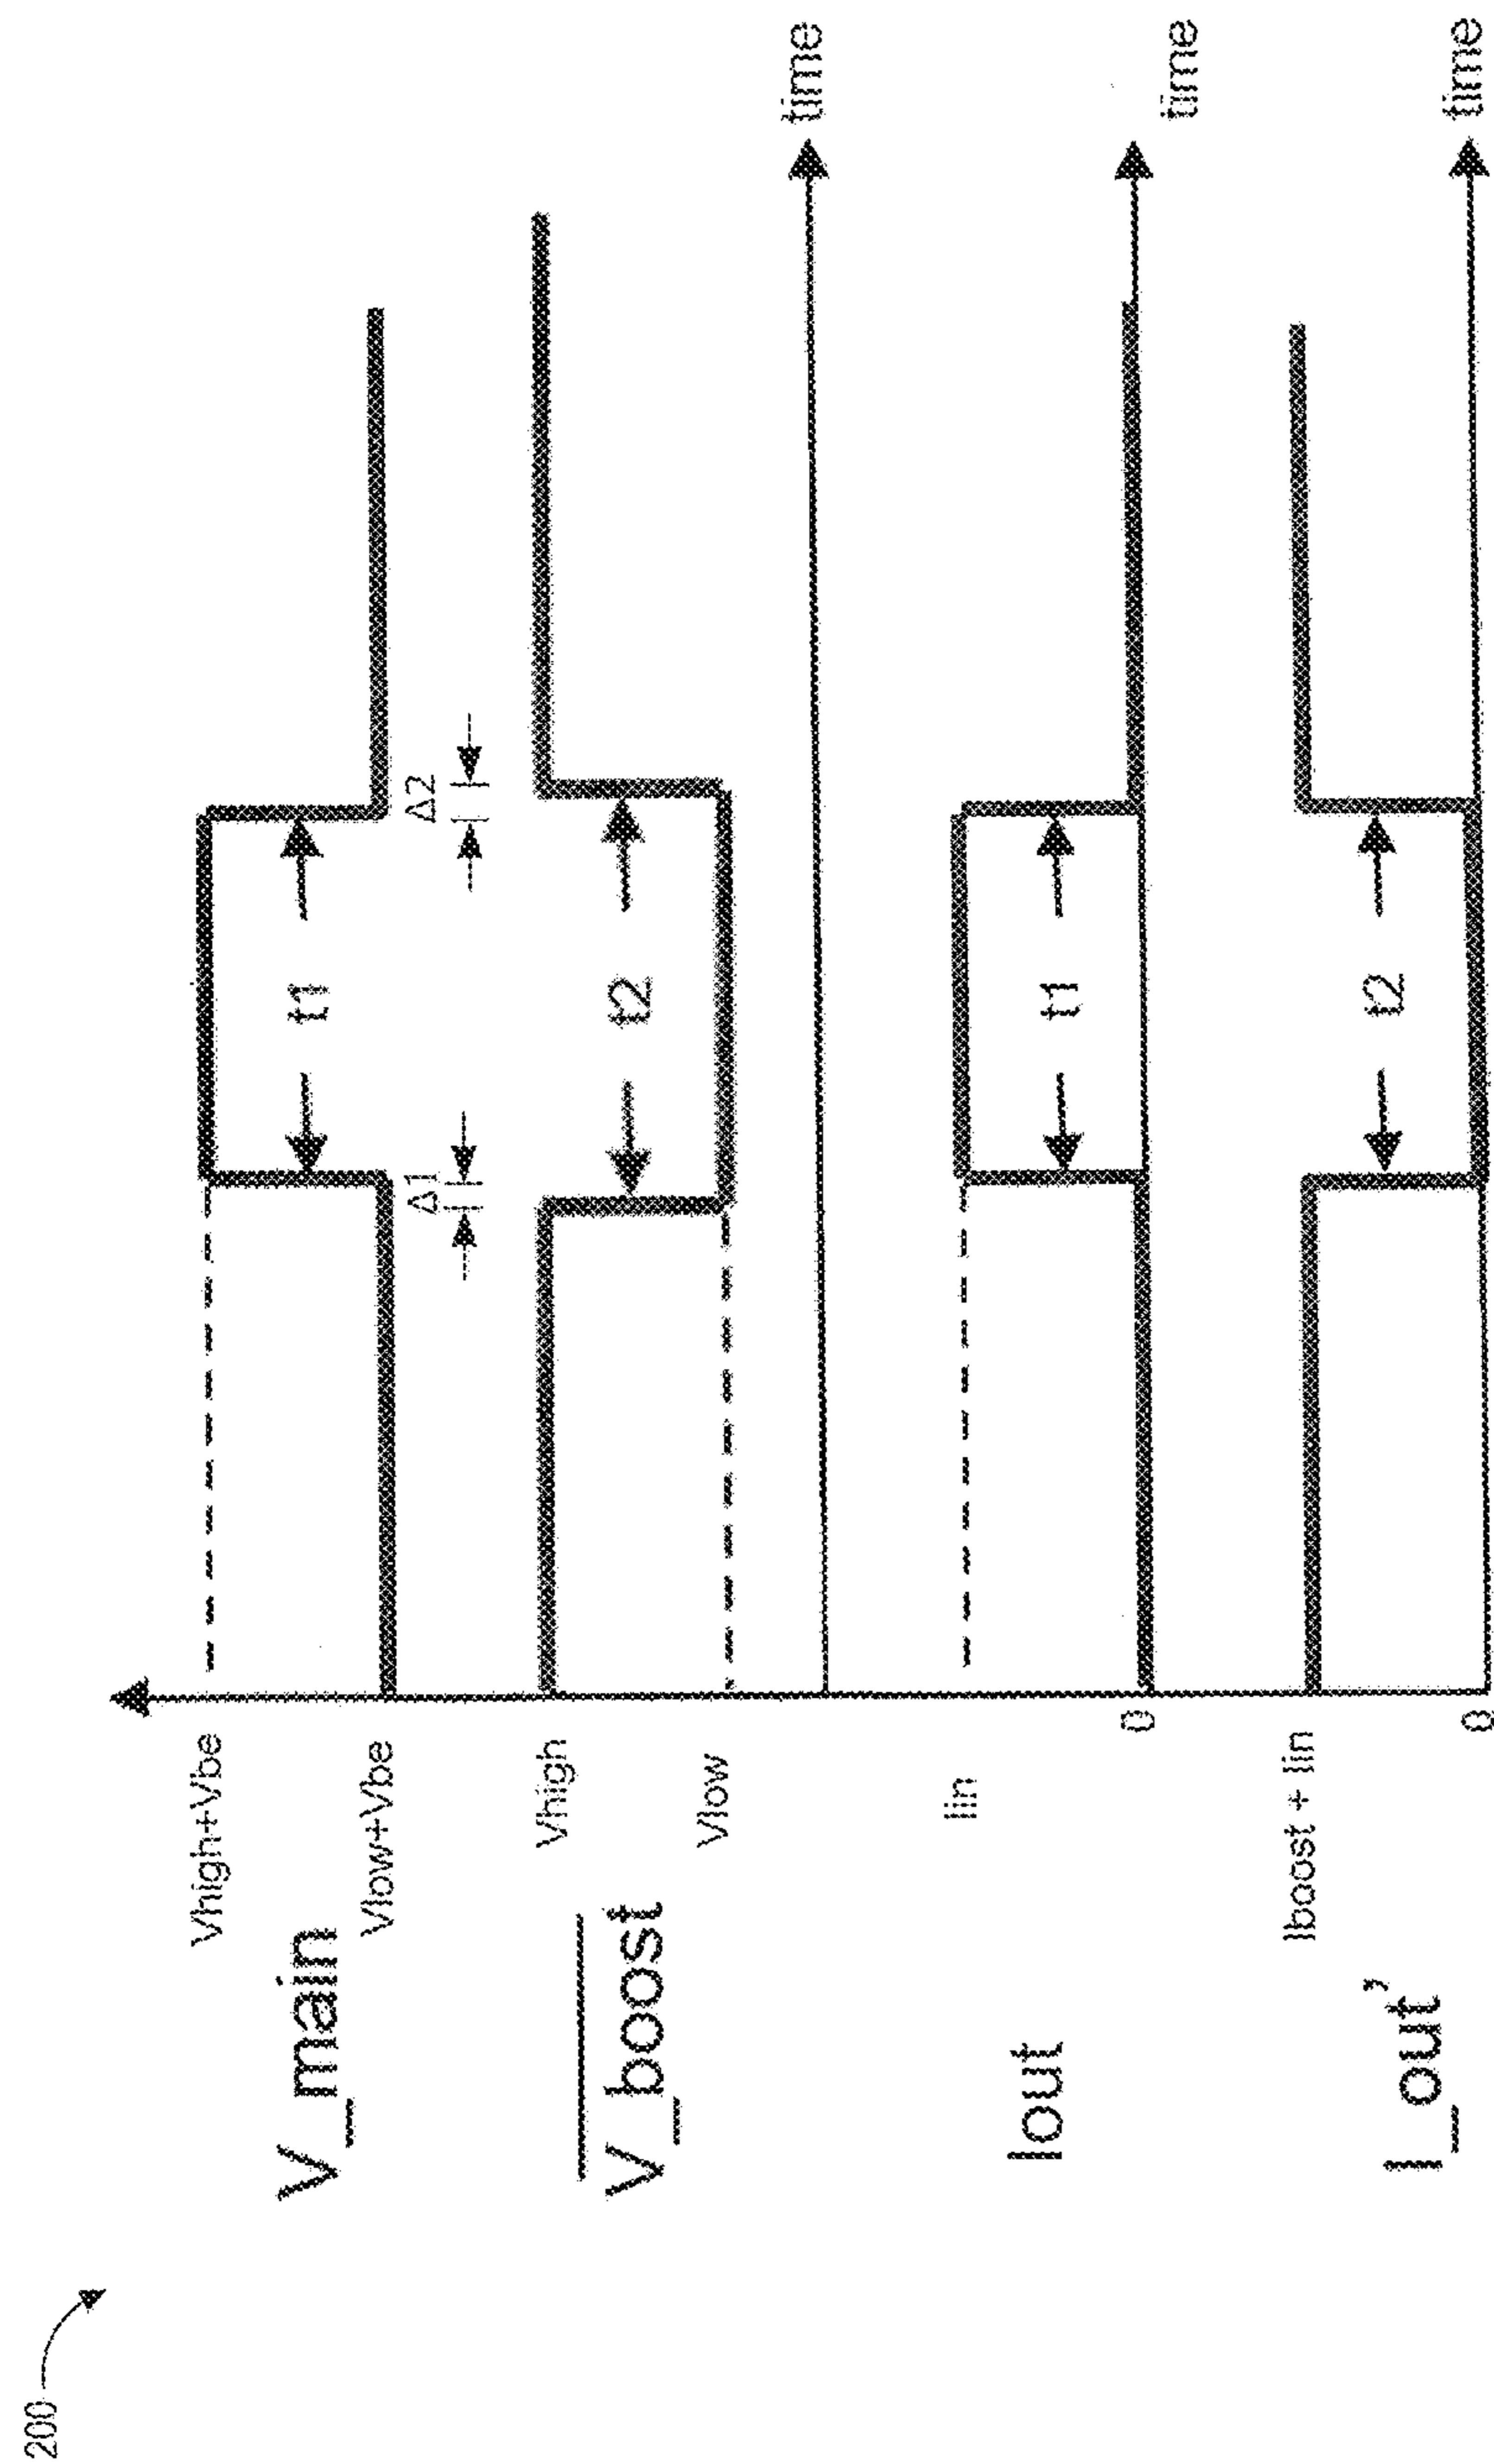 200
Vhigh+Vbe
V_main
Vlow+Vbe
t1
Δ1
Δ2
Vhigh
V_boost
Vlow
t2
time
Iin
Iout
t1
0
time
Iboost + Iin
I_out’
t2
0
time